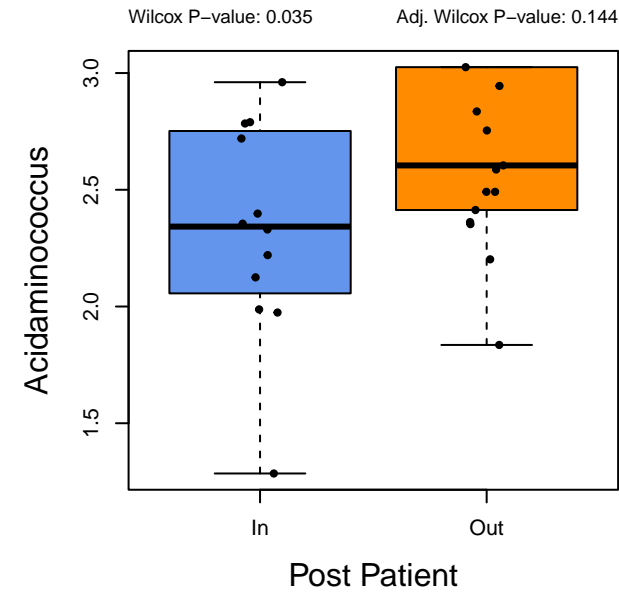 Wilcox P−value: 0.035
Adj. Wilcox P−value: 0.144
Acidaminococcus
3.0
2.5
2.0
1.5
In
Out
Post Patient